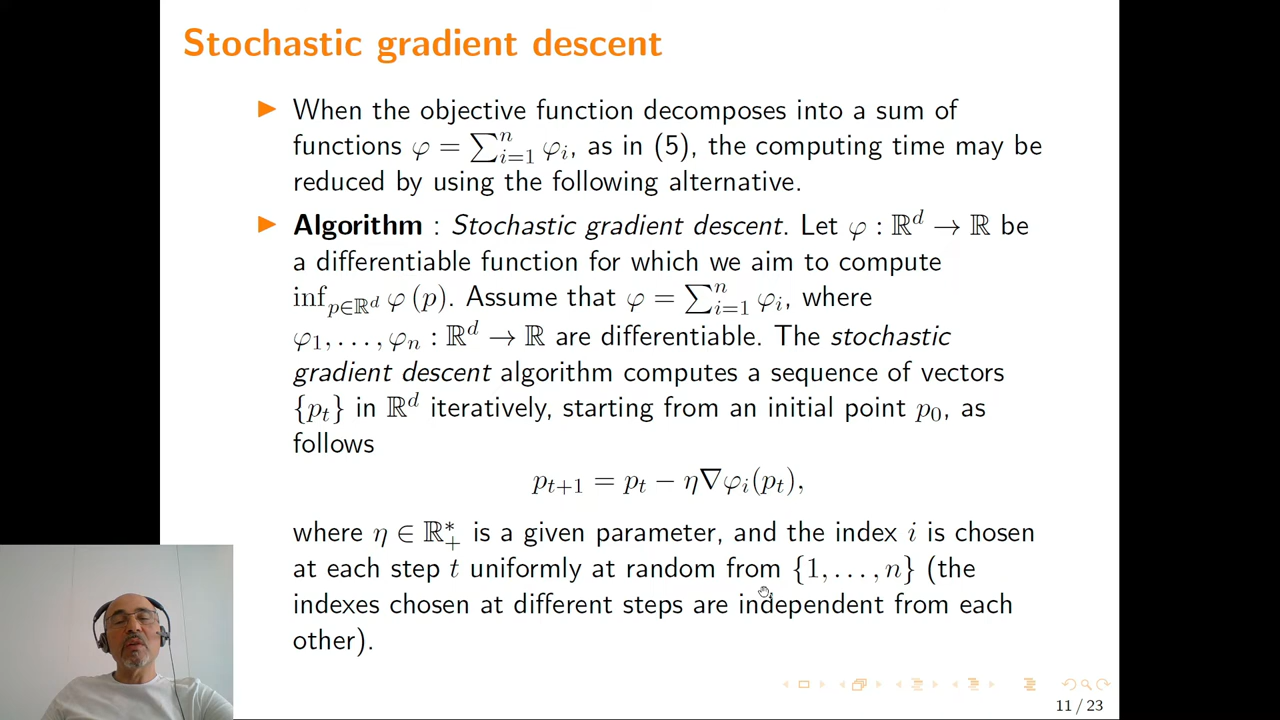 Stochastic gradient descent
▶ When the objective function decomposes into a sum of
functions φ = ∑ⁿᵢ₌₁ φᵢ, as in (5), the computing time may be
reduced by using the following alternative.
▶ Algorithm : Stochastic gradient descent. Let φ : ℝᵈ → ℝ be
a differentiable function for which we aim to compute
inf_{p∈ℝᵈ} φ (p). Assume that φ = ∑ⁿᵢ₌₁ φᵢ, where
φ₁, . . . , φₙ : ℝᵈ → ℝ are differentiable. The stochastic
gradient descent algorithm computes a sequence of vectors
{pₜ} in ℝᵈ iteratively, starting from an initial point p₀, as
follows
pₜ₊₁ = pₜ − η∇φᵢ(pₜ),
where η ∈ ℝ*₊ is a given parameter, and the index i is chosen
at each step t uniformly at random from {1, . . . , n} (the
indexes chosen at different steps are independent from each
other).
11 / 23